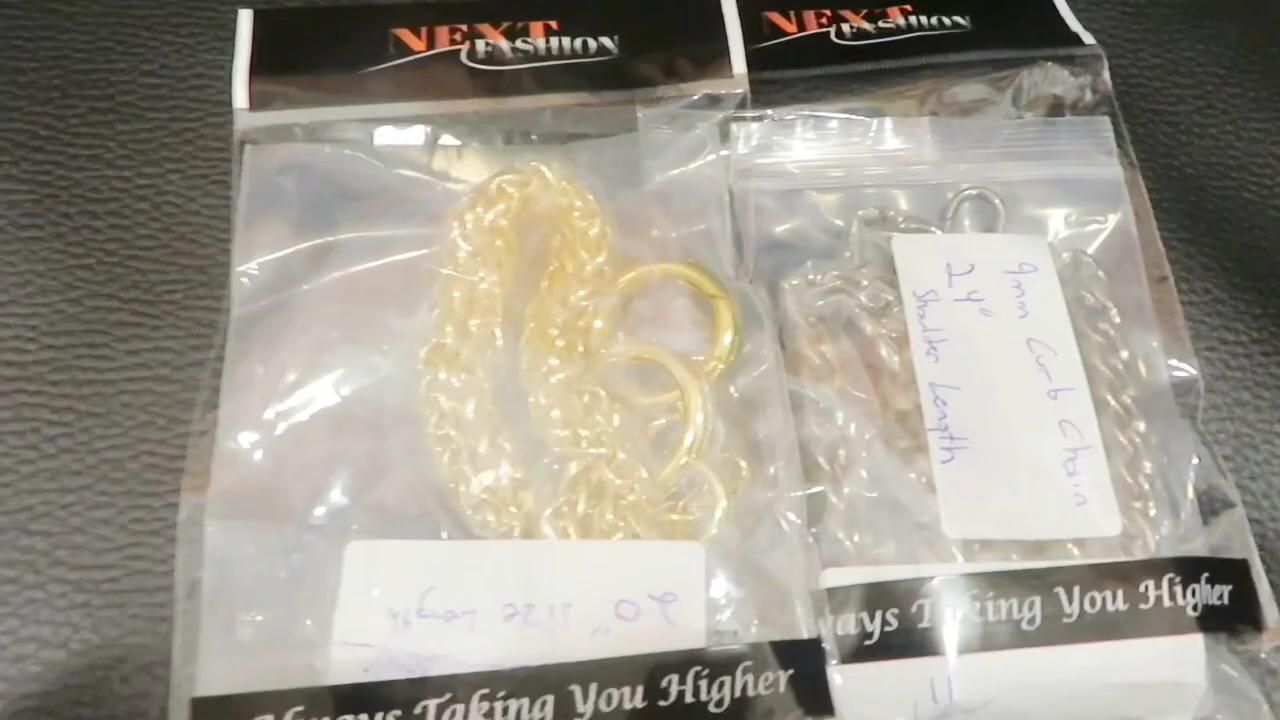 NEXT
FASHION
NEXT
FASHION
9mm Curb Chain
24"
Shoulder Length
20" size Length
Always Taking You Higher
ways Taking You Higher